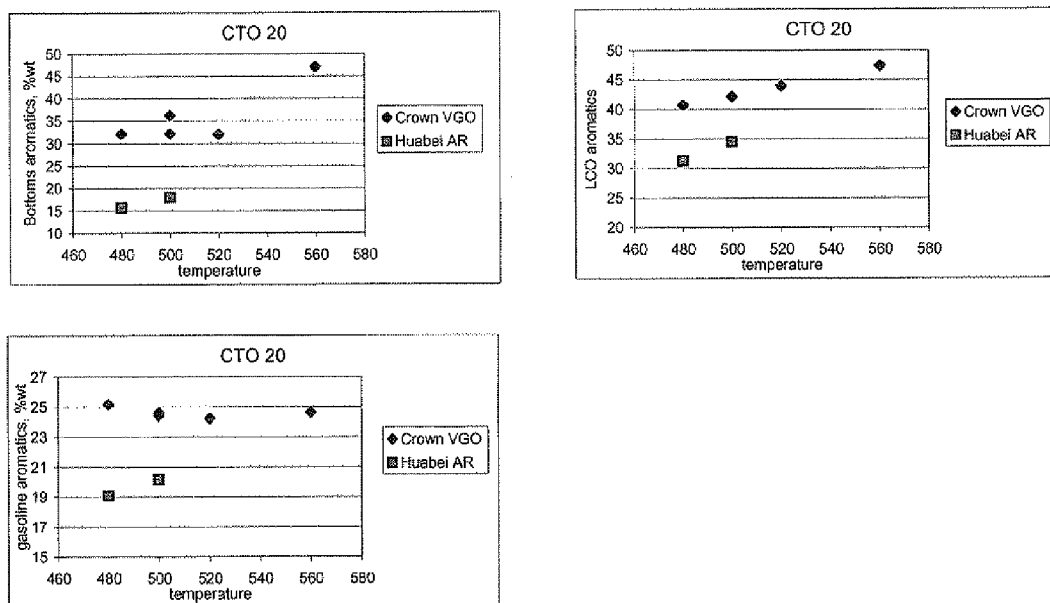 CTO 20
Bottoms aromatics, %wt
50
45
40
35
30
25
20
15
10
460 480 500 520 540 560 580
temperature
Crown VGO
Huabei AR
CTO 20
LCO aromatics
50
45
40
35
30
25
20
460 480 500 520 540 560 580
temperature
Crown VGO
Huabei AR
CTO 20
gasoline aromatics, %wt
27
25
23
21
19
17
15
460 480 500 520 540 560 580
temperature
Crown VGO
Huabei AR